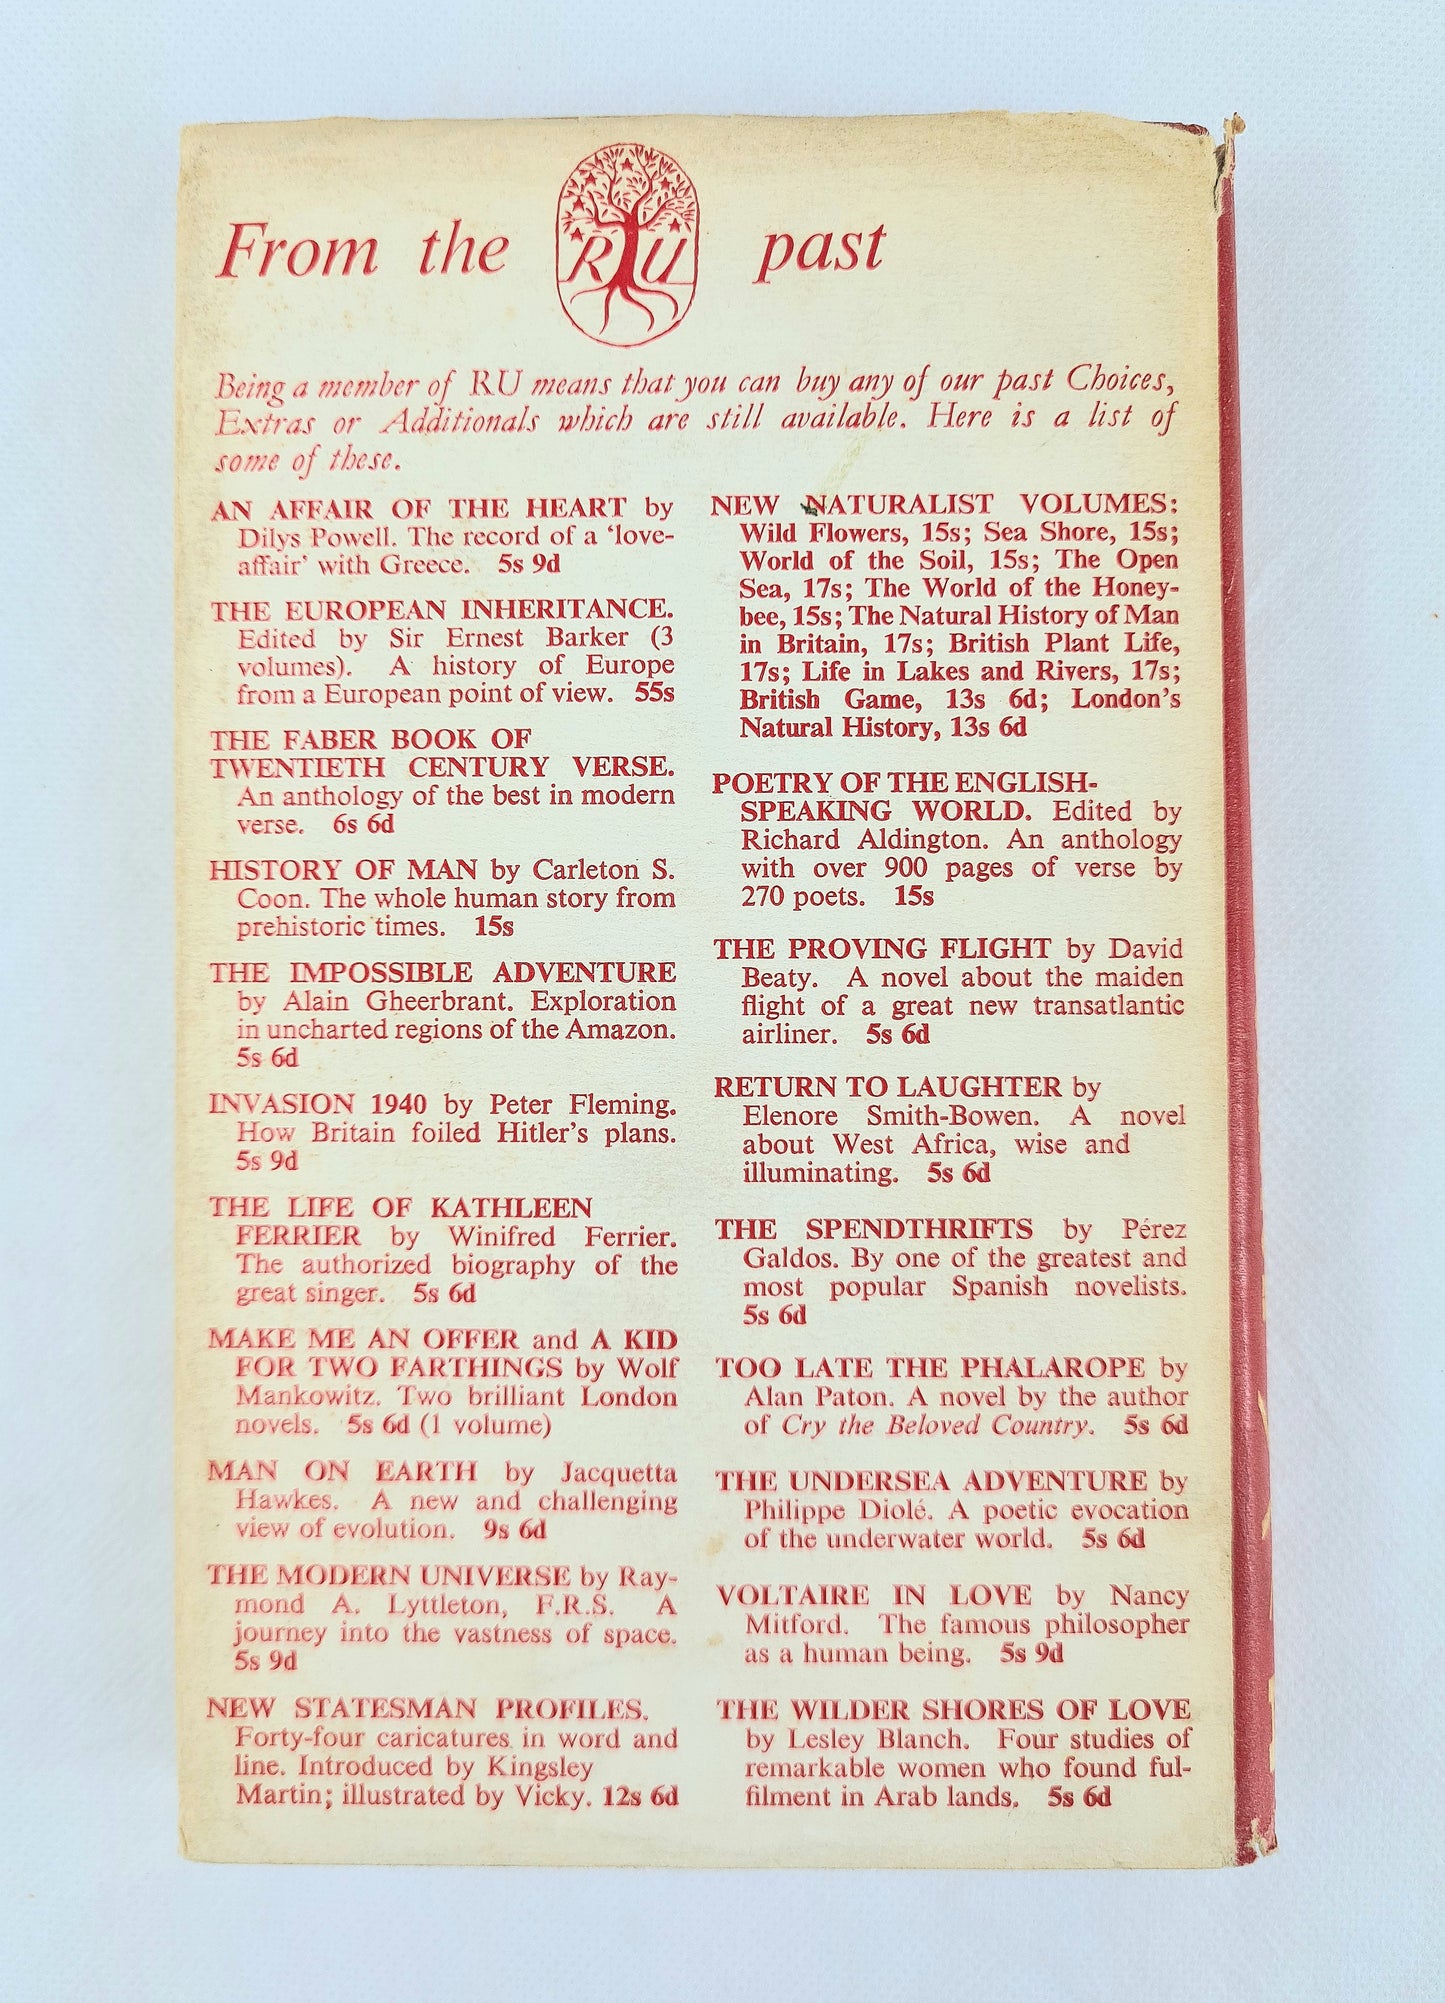 From the RU past
Being a member of RU means that you can buy any of our past Choices,
Extras or Additionals which are still available. Here is a list of
some of these.
AN AFFAIR OF THE HEART by
Dilys Powell. The record of a ‘love-
affair’ with Greece. 5s 9d
THE EUROPEAN INHERITANCE.
Edited by Sir Ernest Barker (3
volumes). A history of Europe
from a European point of view. 55s
THE FABER BOOK OF
TWENTIETH CENTURY VERSE.
An anthology of the best in modern
verse. 6s 6d
HISTORY OF MAN by Carleton S.
Coon. The whole human story from
prehistoric times. 15s
THE IMPOSSIBLE ADVENTURE
by Alain Gheerbrant. Exploration
in uncharted regions of the Amazon.
5s 6d
INVASION 1940 by Peter Fleming.
How Britain foiled Hitler’s plans.
5s 9d
THE LIFE OF KATHLEEN
FERRIER by Winifred Ferrier.
The authorized biography of the
great singer. 5s 6d
MAKE ME AN OFFER and A KID
FOR TWO FARTHINGS by Wolf
Mankowitz. Two brilliant London
novels. 5s 6d (1 volume)
MAN ON EARTH by Jacquetta
Hawkes. A new and challenging
view of evolution. 9s 6d
THE MODERN UNIVERSE by Ray-
mond A. Lyttleton, F.R.S. A
journey into the vastness of space.
5s 9d
NEW STATESMAN PROFILES.
Forty-four caricatures in word and
line. Introduced by Kingsley
Martin; illustrated by Vicky. 12s 6d
NEW NATURALIST VOLUMES:
Wild Flowers, 15s; Sea Shore, 15s;
World of the Soil, 15s; The Open
Sea, 17s; The World of the Honey-
bee, 15s; The Natural History of Man
in Britain, 17s; British Plant Life,
17s; Life in Lakes and Rivers, 17s;
British Game, 13s 6d; London’s
Natural History, 13s 6d
POETRY OF THE ENGLISH-
SPEAKING WORLD. Edited by
Richard Aldington. An anthology
with over 900 pages of verse by
270 poets. 15s
THE PROVING FLIGHT by David
Beaty. A novel about the maiden
flight of a great new transatlantic
airliner. 5s 6d
RETURN TO LAUGHTER by
Elenore Smith-Bowen. A novel
about West Africa, wise and
illuminating. 5s 6d
THE SPENDTHRIFTS by Pérez
Galdos. By one of the greatest and
most popular Spanish novelists.
5s 6d
TOO LATE THE PHALAROPE by
Alan Paton. A novel by the author
of Cry the Beloved Country. 5s 6d
THE UNDERSEA ADVENTURE by
Philippe Diolé. A poetic evocation
of the underwater world. 5s 6d
VOLTAIRE IN LOVE by Nancy
Mitford. The famous philosopher
as a human being. 5s 9d
THE WILDER SHORES OF LOVE
by Lesley Blanch. Four studies of
remarkable women who found ful-
filment in Arab lands. 5s 6d